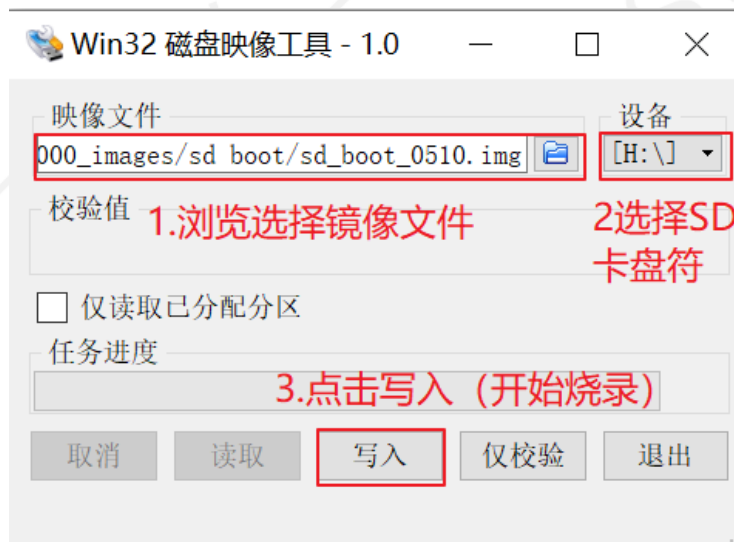 Win32 磁盘映像工具 - 1.0
映像文件
设备
000_images/sd boot/sd_boot_0510.img
[H:\]
校验值
1.浏览选择镜像文件
2选择SD
卡盘符
仅读取已分配分区
任务进度
3.点击写入（开始烧录）
取消
读取
写入
仅校验
退出